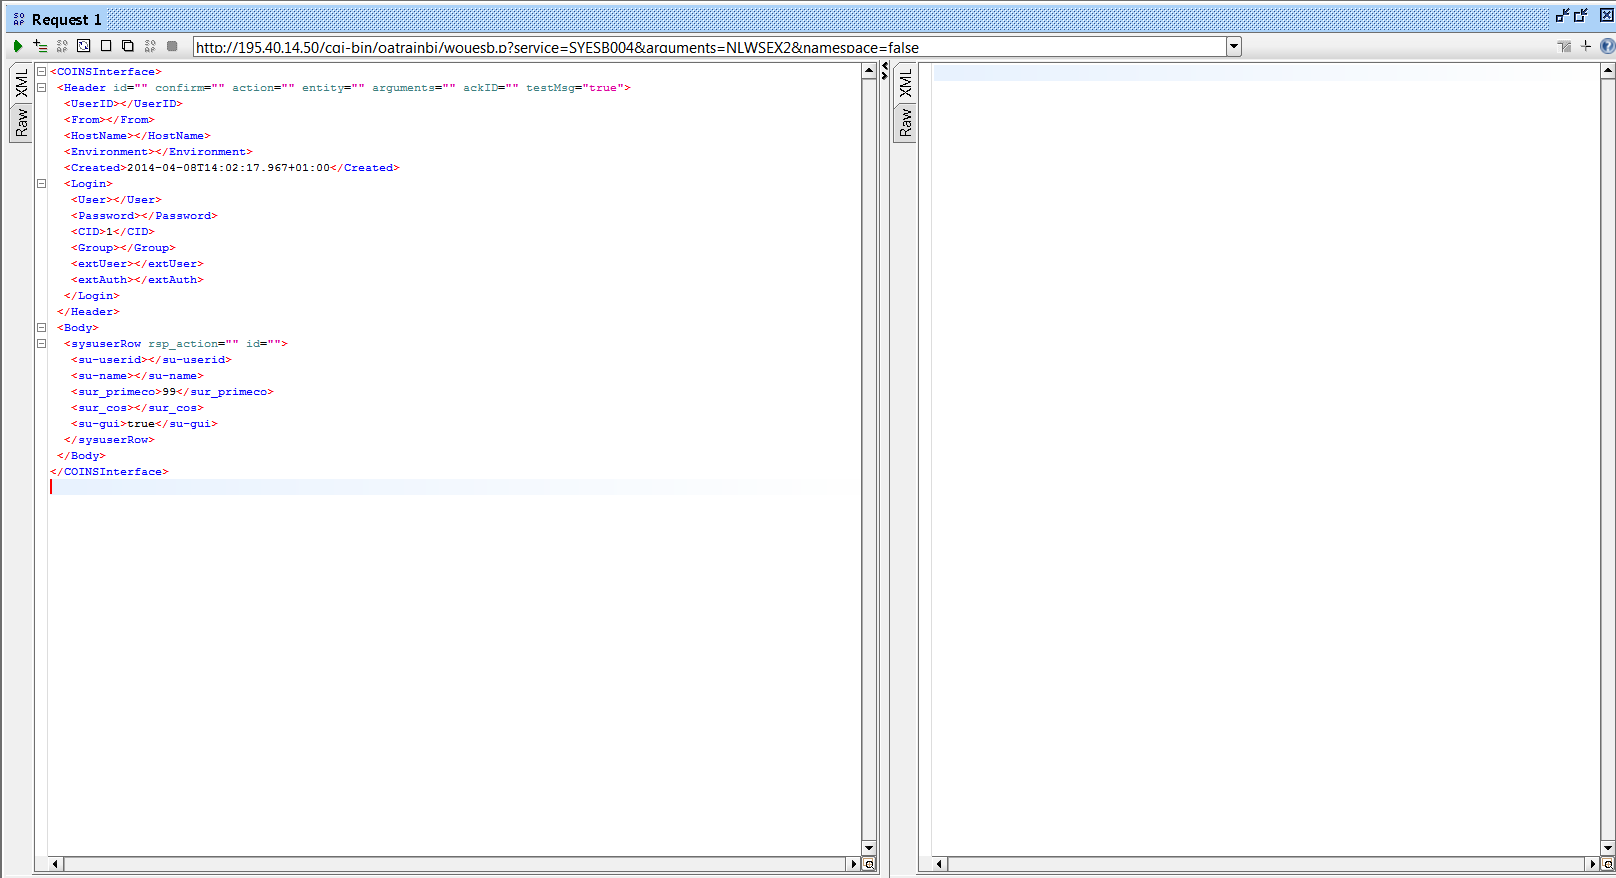 Request 1
http://195.40.14.50/cgi-bin/oatrainbi/wouesb.p?service=SYESB004&arguments=NLWSEX2&namespace=false
XML
Raw
<COINSInterface>
<Header id="" confirm="" action="" entity="" arguments="" ackID="" testMsg="true">
<UserID></UserID>
<From></From>
<HostName></HostName>
<Environment></Environment>
<Created>2014-04-08T14:02:17.967+01:00</Created>
<Login>
<User></User>
<Password></Password>
<CID>1</CID>
<Group></Group>
<extUser></extUser>
<extAuth></extAuth>
</Login>
</Header>
<Body>
<sysuserRow rsp_action="" id="">
<su-userid></su-userid>
<su-name></su-name>
<sur_primeco>99</sur_primeco>
<sur_cos></sur_cos>
<su-gui>true</su-gui>
</sysuserRow>
</Body>
</COINSInterface>
XML
Raw